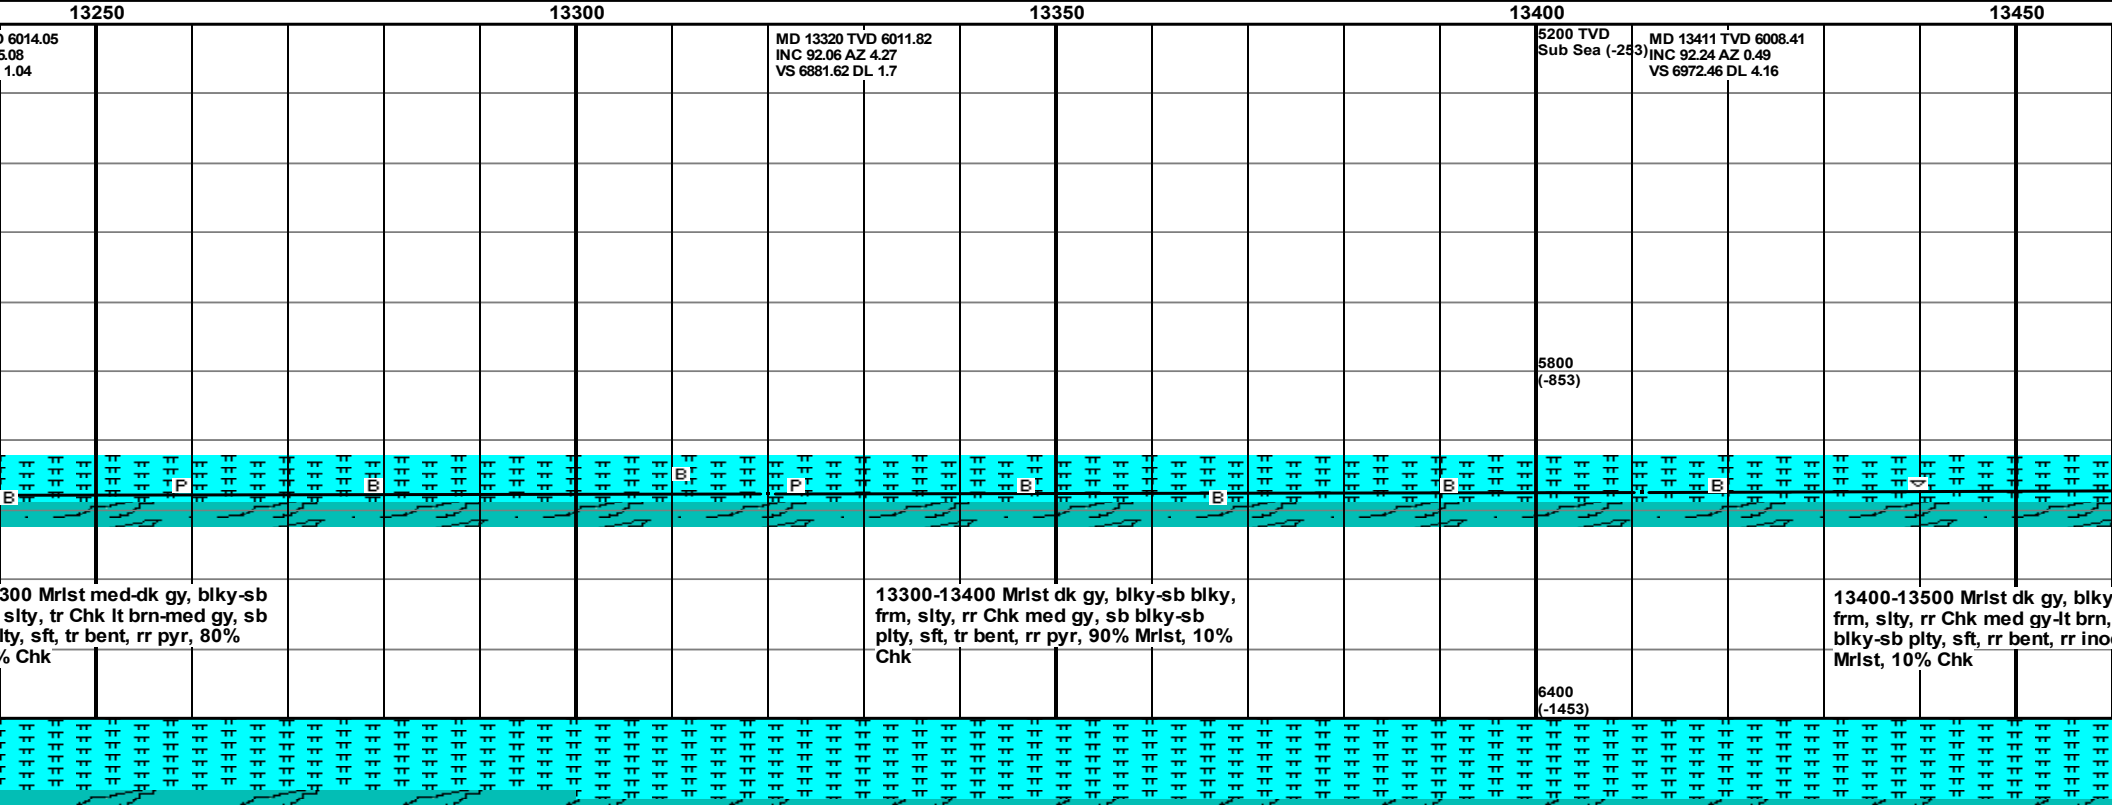 13250 13300 13350 13400 13450
6014.05
5.08
1.04
MD 13320 TVD 6011.82
INC 92.06 AZ 4.27
VS 6881.62 DL 1.7
5200 TVD
Sub Sea (-253)
MD 13411 TVD 6008.41
INC 92.24 AZ 0.49
VS 6972.46 DL 4.16
5800
(-853)
B P B B P B B B B
300 Mrlst med-dk gy, blky-sb
slty, tr Chk lt brn-med gy, sb
lty, sft, tr bent, rr pyr, 80%
% Chk
13300-13400 Mrlst dk gy, blky-sb blky,
frm, slty, rr Chk med gy, sb blky-sb
plty, sft, tr bent, rr pyr, 90% Mrlst, 10%
Chk
13400-13500 Mrlst dk gy, blky
frm, slty, rr Chk med gy-lt brn,
blky-sb plty, sft, rr bent, rr ino
Mrlst, 10% Chk
6400
(-1453)